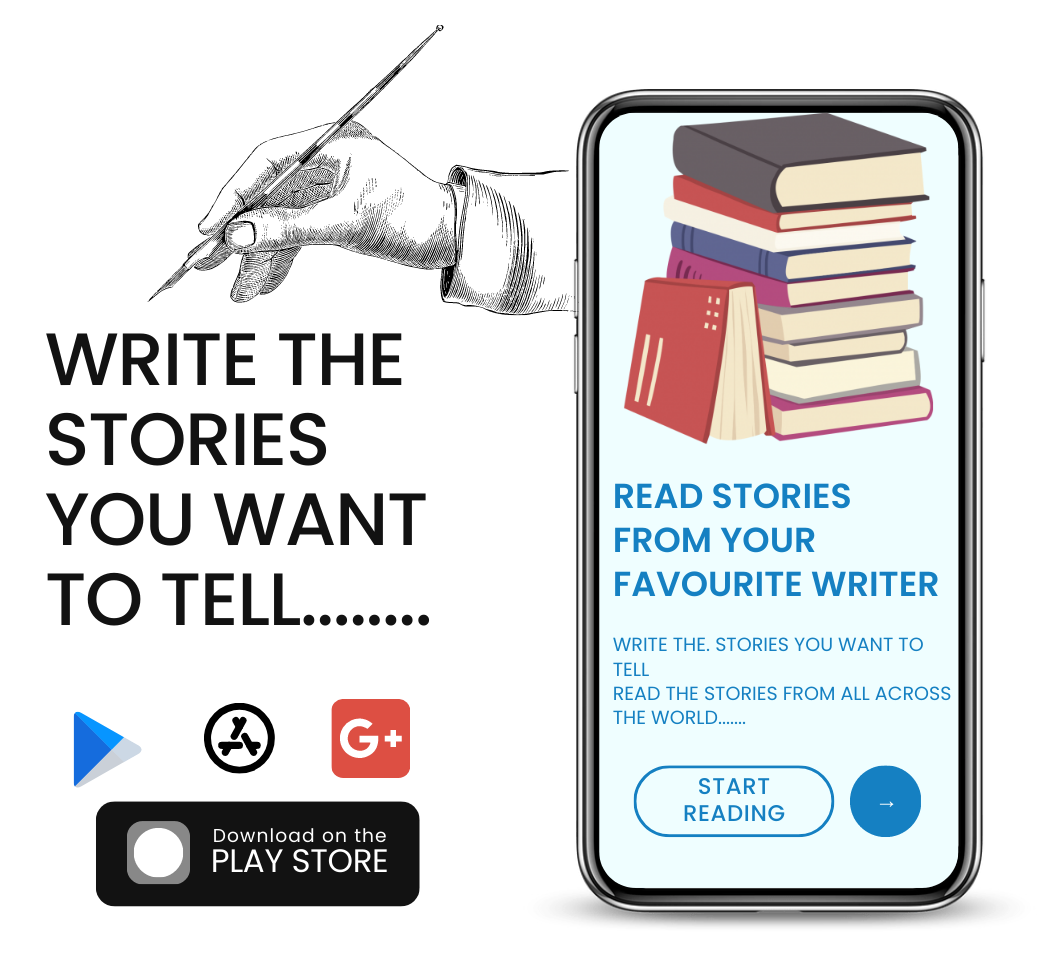 WRITE THE
STORIES
YOU WANT
TO TELL........
G+
Download on the
PLAY STORE
READ STORIES
FROM YOUR
FAVOURITE WRITER
WRITE THE. STORIES YOU WANT TO
TELL
READ THE STORIES FROM ALL ACROSS
THE WORLD.......
START
READING
→